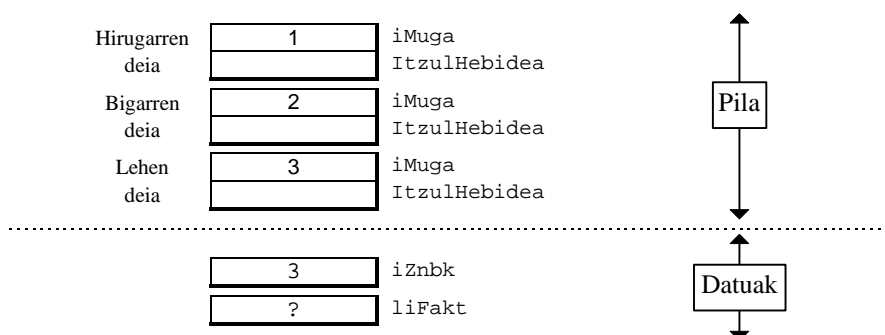 Hirugarren 1 iMuga
deia ItzulHebidea
Bigarren 2 iMuga Pila
deia ItzulHebidea
Lehen 3 iMuga
deia ItzulHebidea
3 iZnbk
Datuak
? liFakt